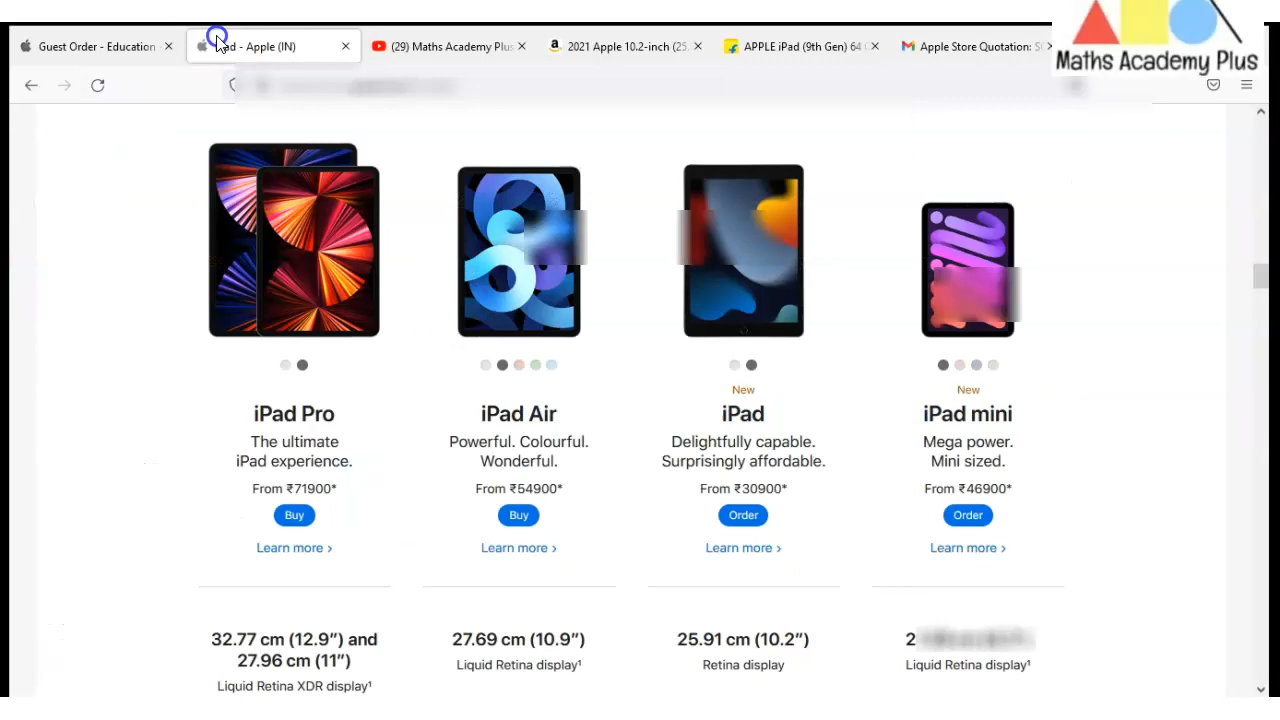 Guest Order - Education
iPad - Apple (IN)
(29) Maths Academy Plus
2021 Apple 10.2-inch (25.
APPLE iPad (9th Gen) 64
Apple Store Quotation:
Maths Academy Plus
New
New
iPad Pro
iPad Air
iPad
iPad mini
The ultimate
iPad experience.
Powerful. Colourful.
Wonderful.
Delightfully capable.
Surprisingly affordable.
Mega power.
Mini sized.
From ₹71900*
From ₹54900*
From ₹30900*
From ₹46900*
Buy
Buy
Order
Order
Learn more >
Learn more >
Learn more >
Learn more >
32.77 cm (12.9″) and
27.96 cm (11″)
Liquid Retina XDR display¹
27.69 cm (10.9″)
Liquid Retina display¹
25.91 cm (10.2″)
Retina display
2
Liquid Retina display¹